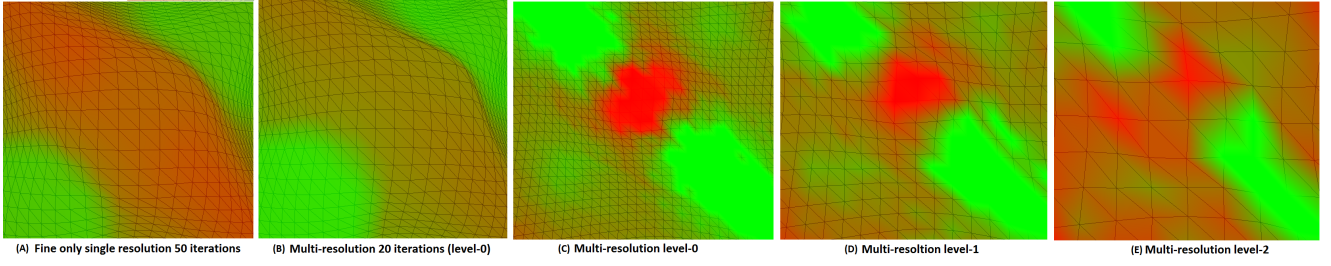 (A) Fine only single resolution 50 iterations
(B) Multi-resolution 20 iterations (level-0)
(C) Multi-resolution level-0
(D) Multi-resoltion level-1
(E) Multi-resolution level-2